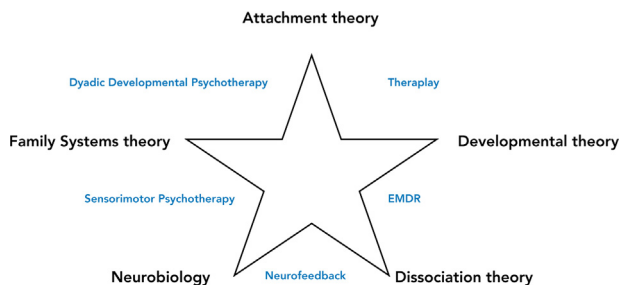 Attachment theory
Dyadic Developmental Psychotherapy
Theraplay
Family Systems theory
Developmental theory
Sensorimotor Psychotherapy
EMDR
Neurobiology
Neurofeedback
Dissociation theory